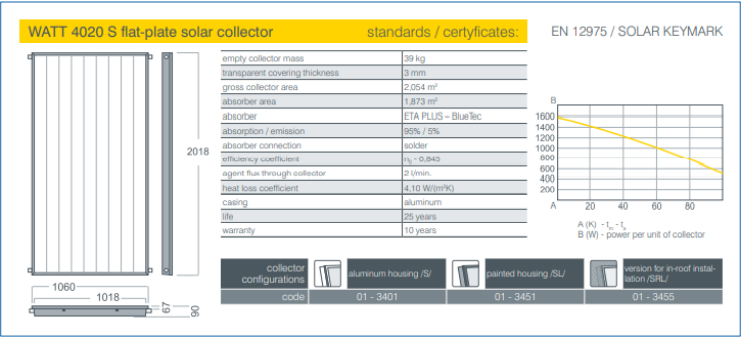 WATT 4020 S flat-plate solar collector standards / certyficates: EN 12975 / SOLAR KEYMARK
empty collector mass 39 kg
transparent covering thickness 3 mm
gross collector area 2,054 m²
absorber area 1,873 m²
absorber ETA PLUS – BlueTec
absorption / emission 95% / 5%
absorber connection solder
efficiency coefficient η₀ - 0,845
agent flux through collector 2 l/min.
heat loss coefficient 4,10 W/(m²K)
casing aluminum
life 25 years
warranty 10 years
2018
1060
1018
67
90
B
1600
1400
1200
1000
800
600
400
200
A 20 40 60 80
A (K) - t
B (W) - power per unit of collector
collector
configurations
aluminum housing /S/
painted housing /SL/
version for in-roof instal-
lation /SRL/
code 01 - 3401 01 - 3451 01 - 3455